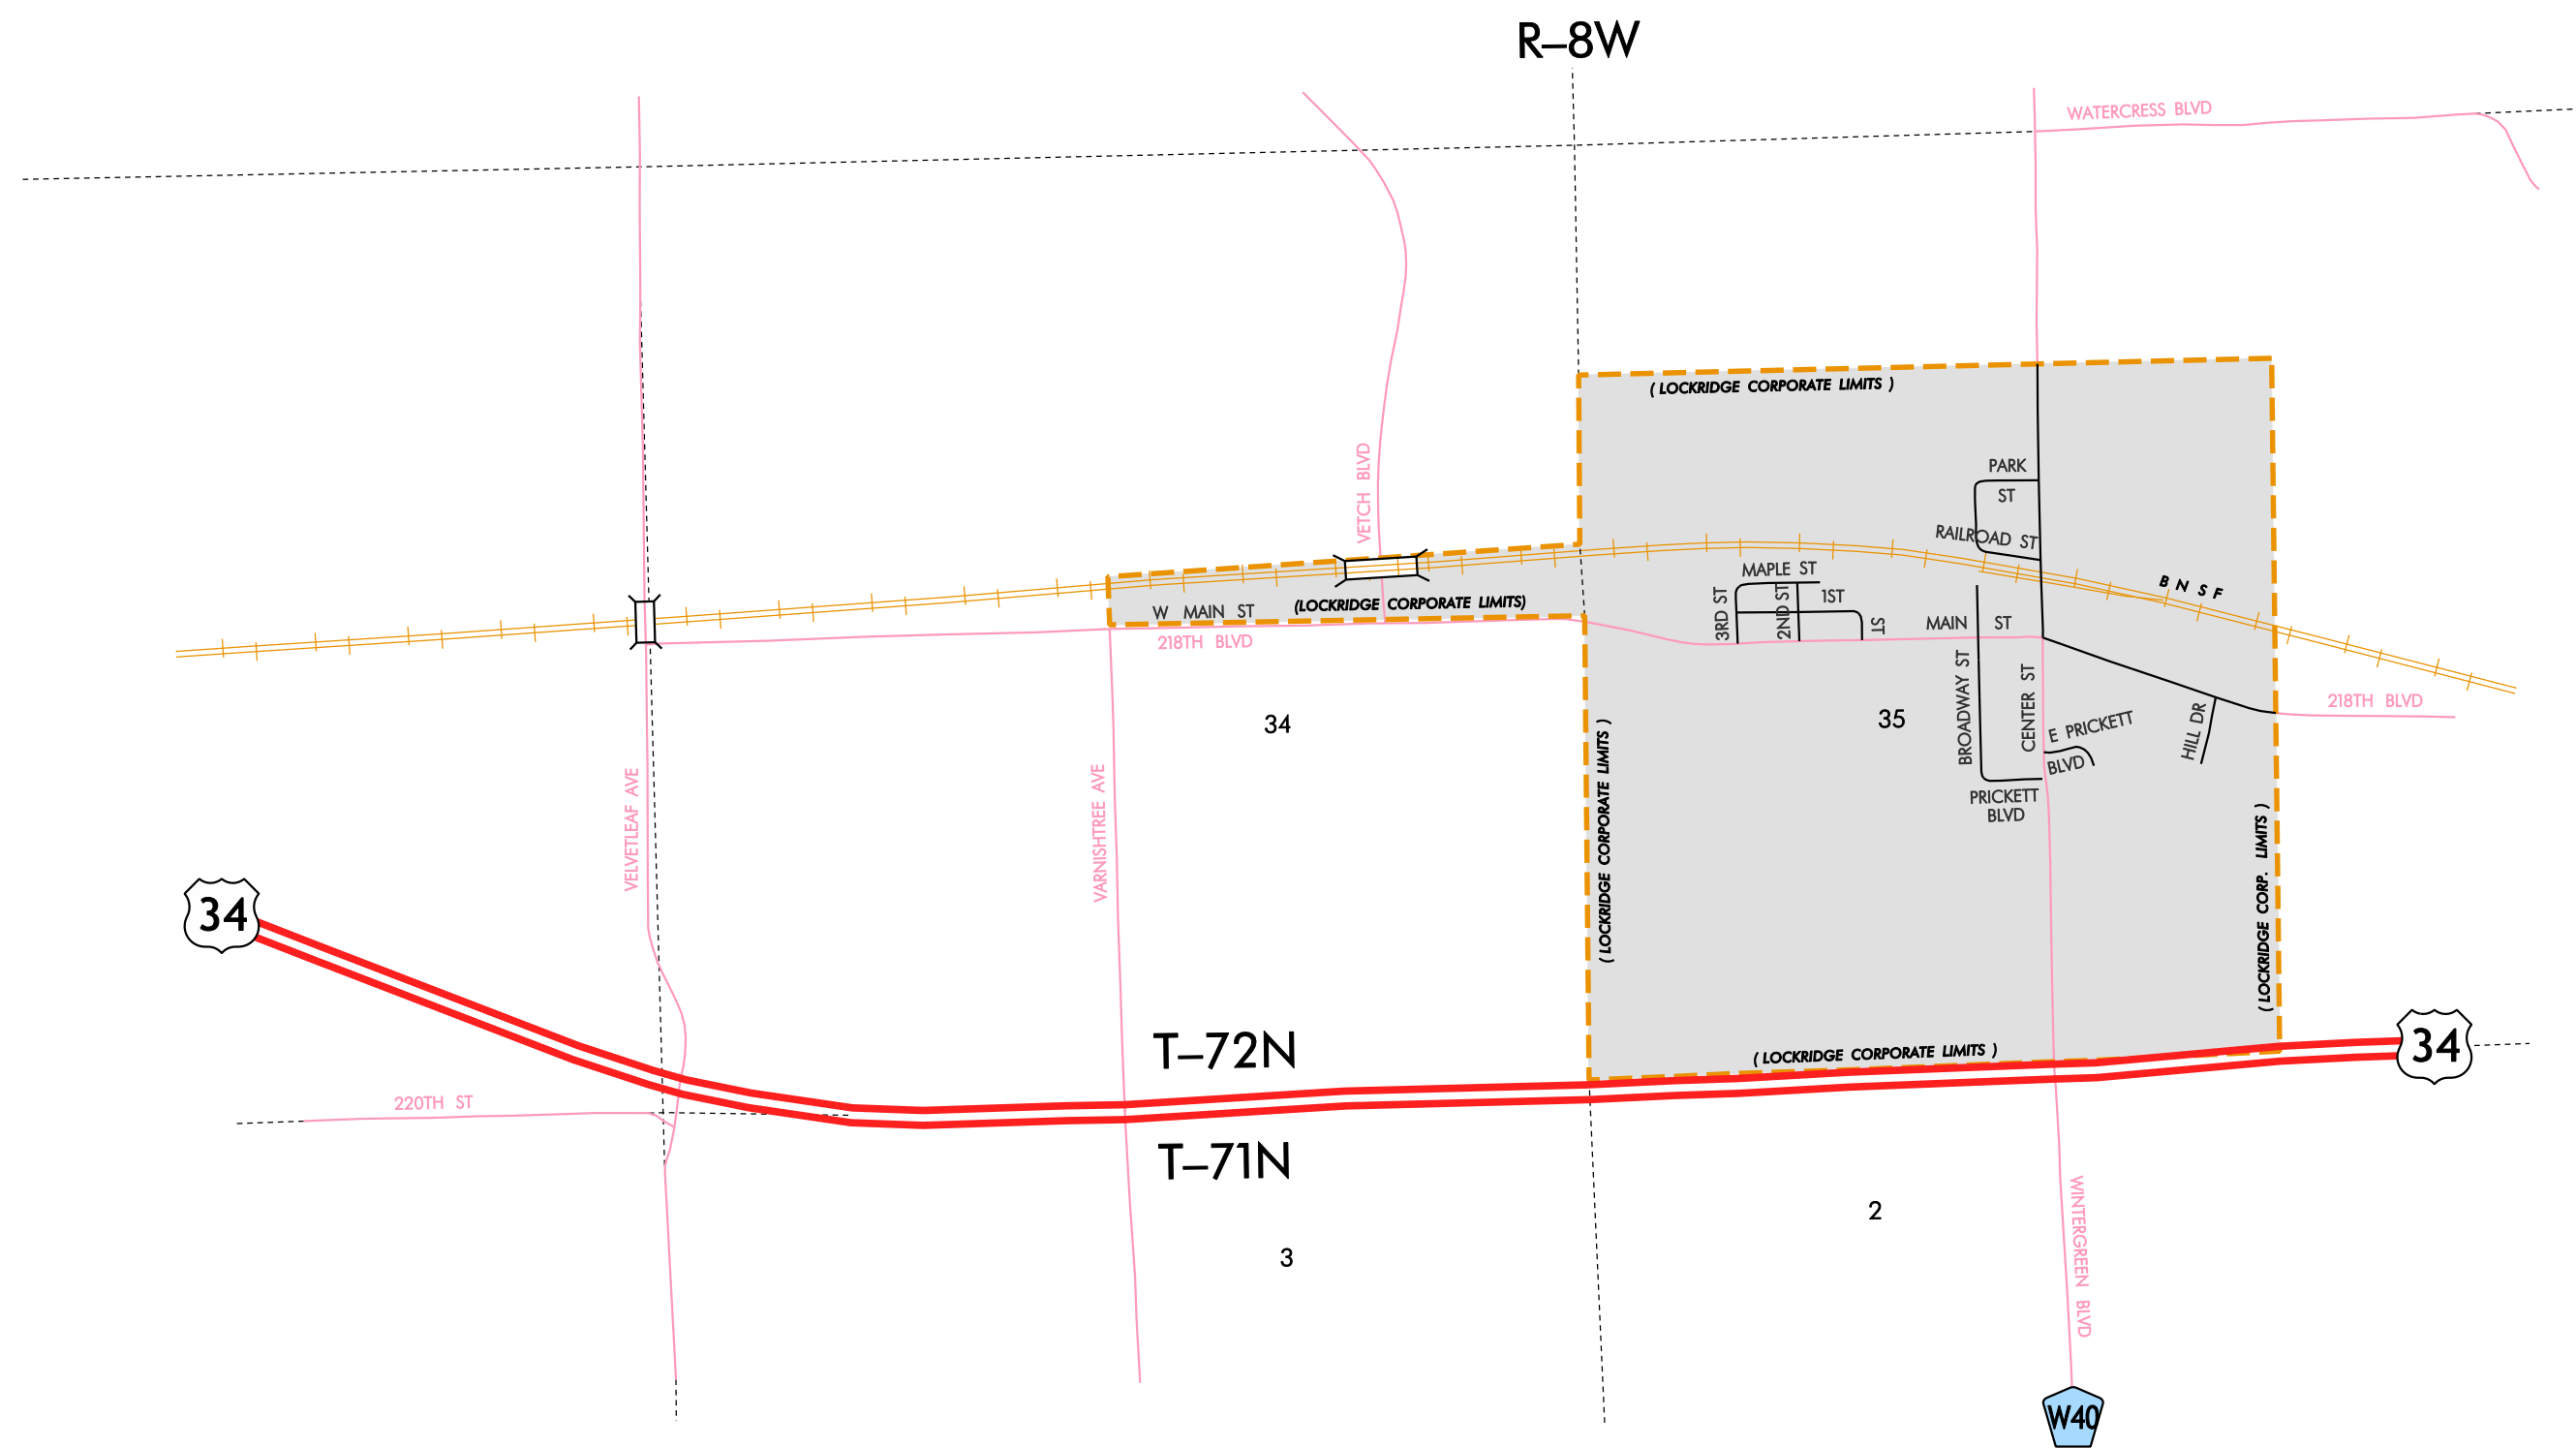 R–8W
WATERCRESS BLVD
( LOCKRIDGE CORPORATE LIMITS )
VETCH BLVD
PARK
ST
RAILROAD ST
MAPLE ST
B N S F
3RD ST
2ND ST
1ST
ST
W MAIN ST
(LOCKRIDGE CORPORATE LIMITS)
MAIN ST
218TH BLVD
34
35
BROADWAY ST
CENTER ST
E PRICKETT
BLVD
HILL DR
218TH BLVD
PRICKETT
BLVD
VELVETLEAF AVE
VARNISHTREE AVE
( LOCKRIDGE CORPORATE LIMITS )
( LOCKRIDGE CORP. LIMITS )
34
T–72N
( LOCKRIDGE CORPORATE LIMITS )
34
220TH ST
T–71N
2
3
WINTERGREEN BLVD
W40